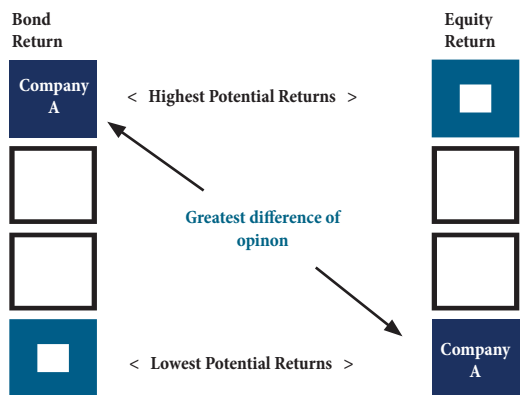 Bond
Return
Equity
Return
Company
A
< Highest Potential Returns >
Greatest difference of
opinon
< Lowest Potential Returns >
Company
A